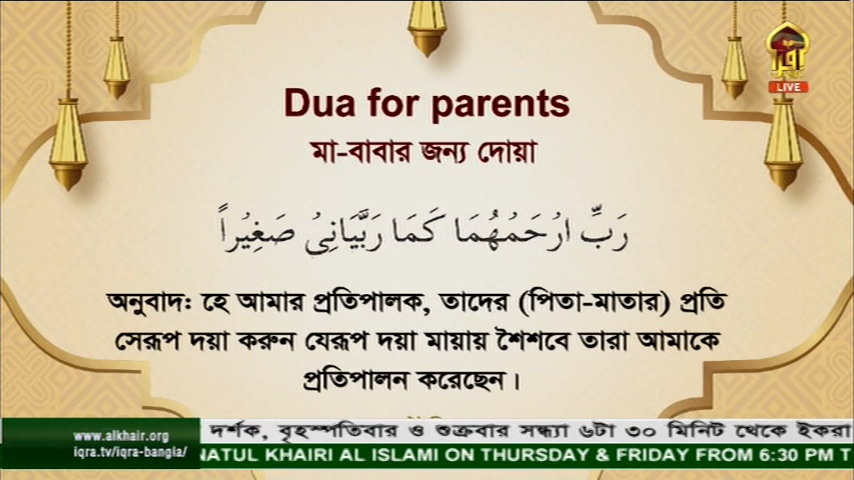 Dua for parents
মা-বাবার জন্য দোয়া
رَبِّ ارْحَمْهُمَا كَمَا رَبَّيَانِىْ صَغِيْراً
অনুবাদ: হে আমার প্রতিপালক, তাদের (পিতা-মাতার) প্রতি
সেরূপ দয়া করুন যেরূপ দয়া মায়ায় শৈশবে তারা আমাকে
প্রতিপালন করেছেন।
اقرأ
LIVE
www.alkhair.org
দর্শক, বৃহস্পতিবার ও শুক্রবার সন্ধ্যা ৬টা ৩০ মিনিট থেকে ইকরা
iqra.tv/iqra-bangla/
NATUL KHAIRI AL ISLAMI ON THURSDAY & FRIDAY FROM 6:30 PM T